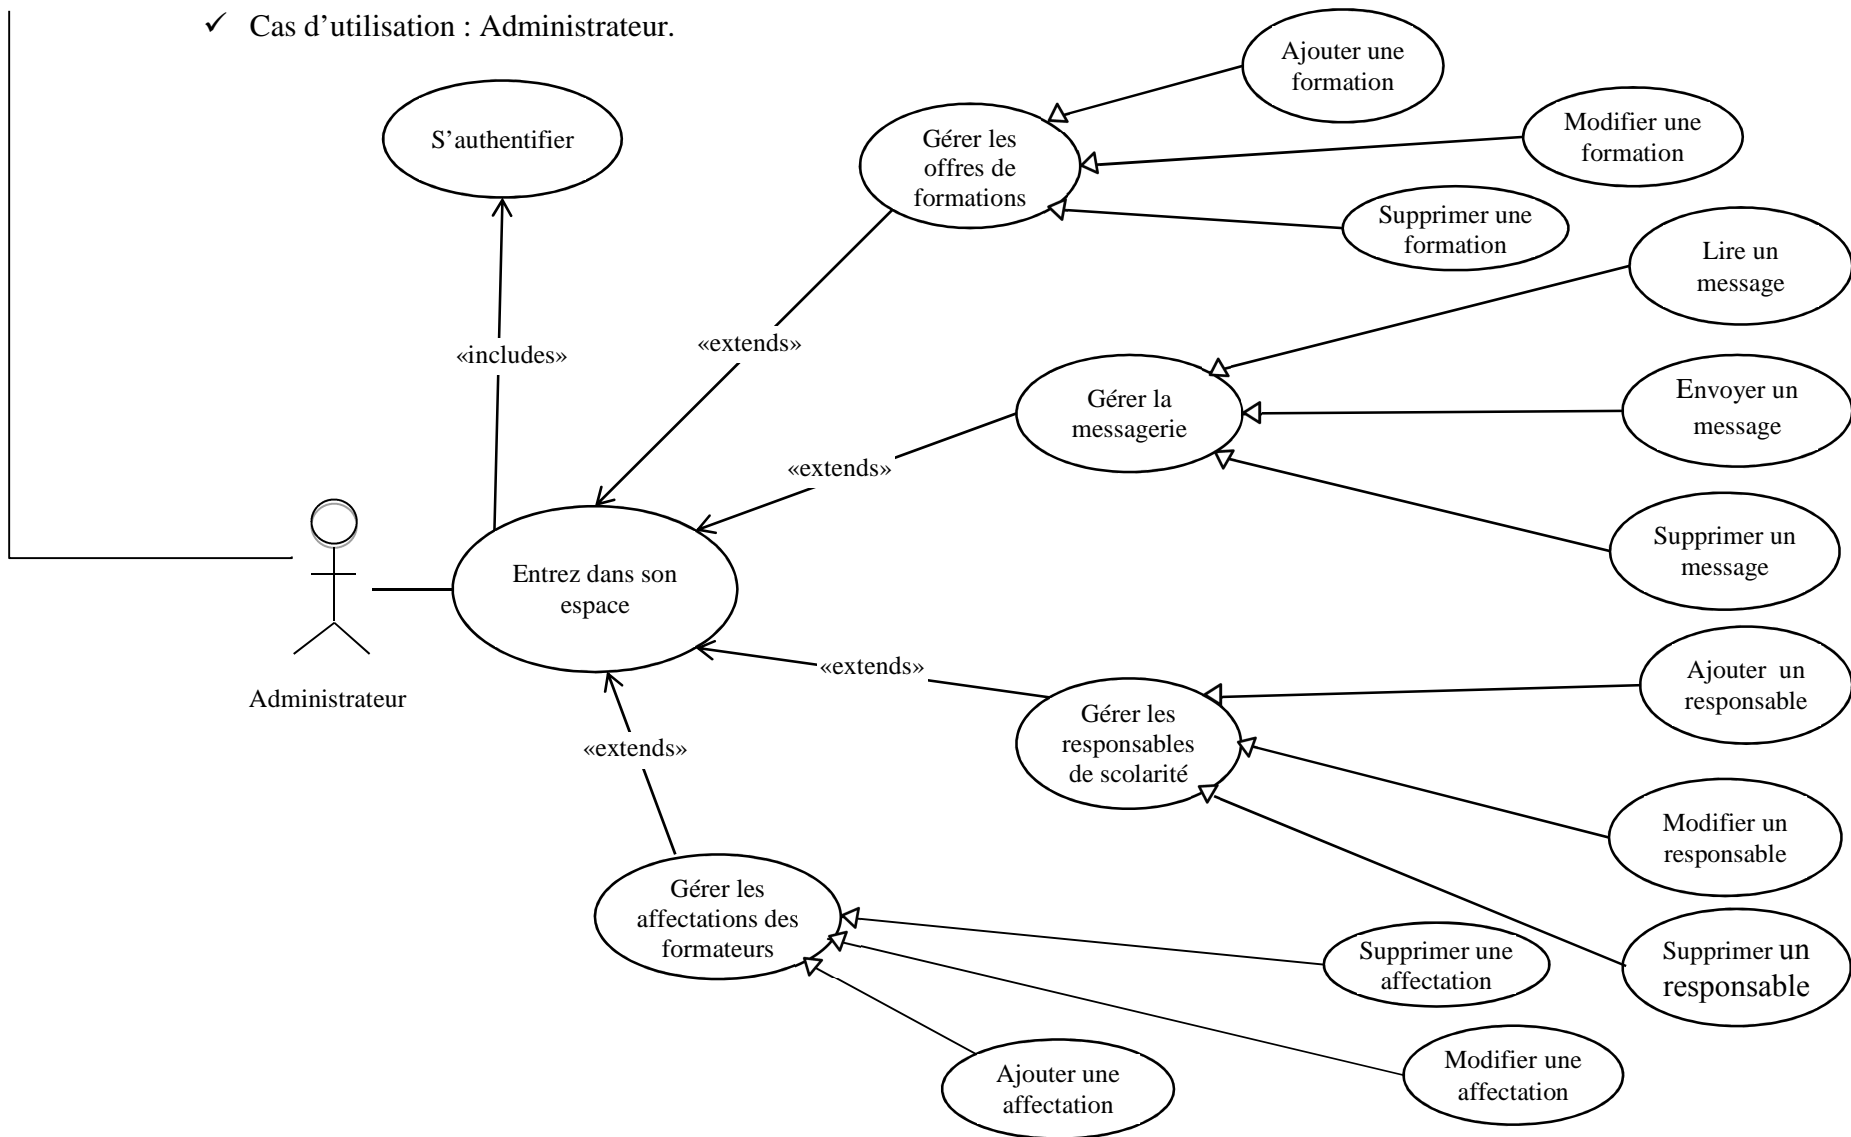 ✓ Cas d’utilisation : Administrateur.
Ajouter une
formation
S’authentifier
Gérer les
offres de
formations
Modifier une
formation
Supprimer une
formation
Lire un
message
«includes»
«extends»
Gérer la
messagerie
Envoyer un
message
«extends»
Supprimer un
message
Entrez dans son
espace
Administrateur
«extends»
Gérer les
responsables
de scolarité
Ajouter  un
responsable
«extends»
Modifier un
responsable
Gérer les
affectations des
formateurs
Supprimer une
affectation
Supprimer un
responsable
Ajouter une
affectation
Modifier une
affectation